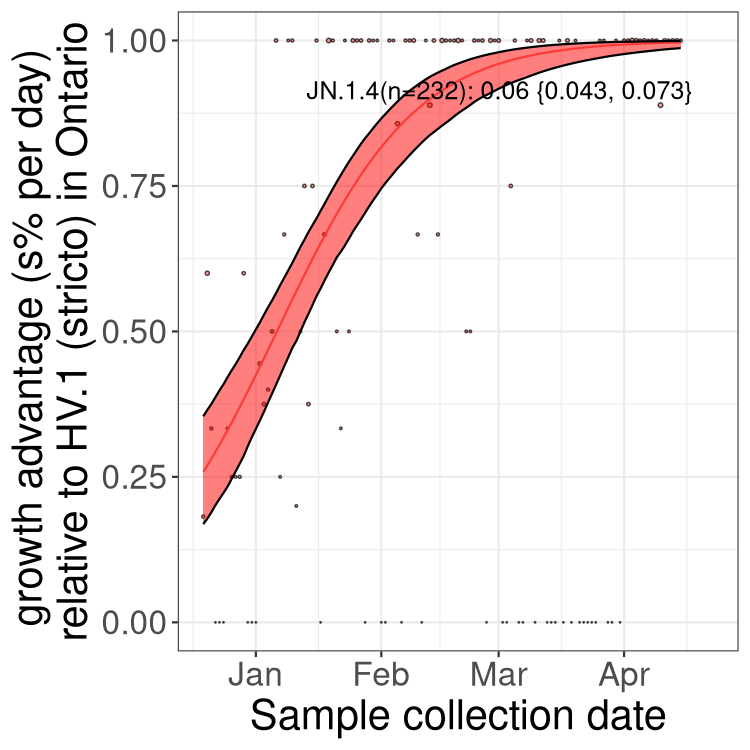 growth advantage (s% per day)
relative to HV.1 (stricto) in Ontario
1.00
0.75
0.50
0.25
0.00
JN.1.4(n=232): 0.06 {0.043, 0.073}
Jan Feb Mar Apr
Sample collection date